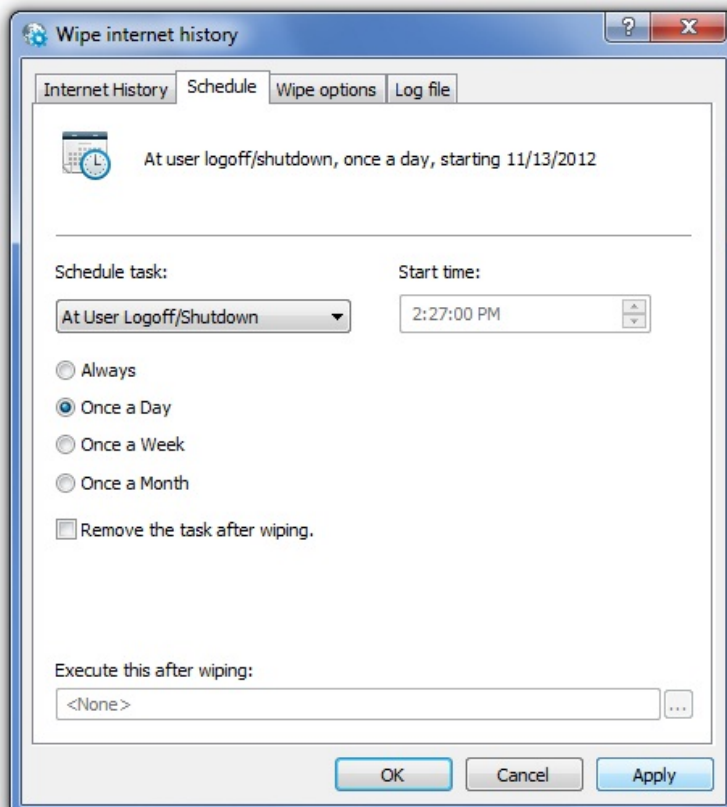 Wipe internet history
?
X
Internet History Schedule Wipe options Log file
At user logoff/shutdown, once a day, starting 11/13/2012
Schedule task: Start time:
At User Logoff/Shutdown 2:27:00 PM
Always
Once a Day
Once a Week
Once a Month
Remove the task after wiping.
Execute this after wiping:
<None> ...
OK Cancel Apply